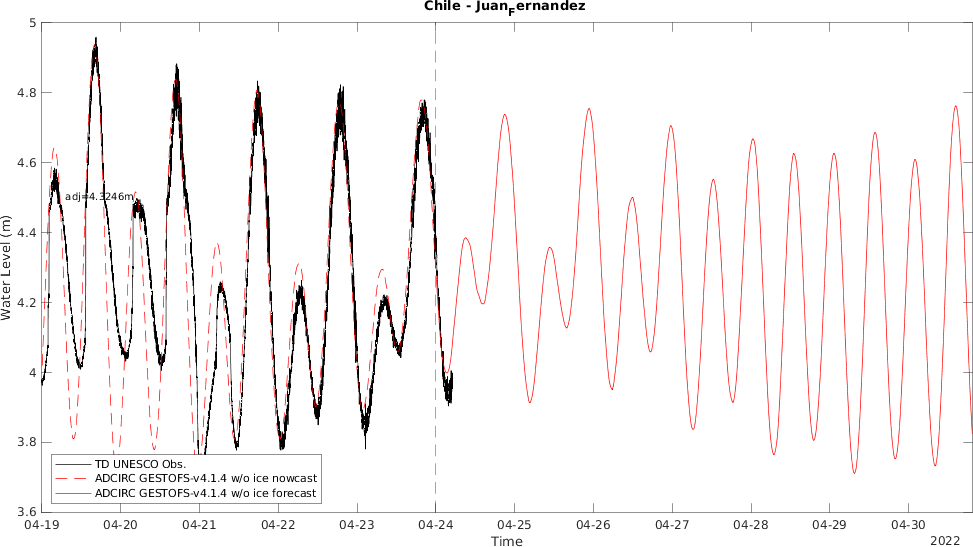 Chile - JuanFernandez
5
4.8
4.6
4.4
4.2
4
3.8
3.6
Water Level (m)
adj=4.3246m
TD UNESCO Obs.
ADCIRC GESTOFS-v4.1.4 w/o ice nowcast
ADCIRC GESTOFS-v4.1.4 w/o ice forecast
04-19 04-20 04-21 04-22 04-23 04-24 04-25 04-26 04-27 04-28 04-29 04-30
Time
2022